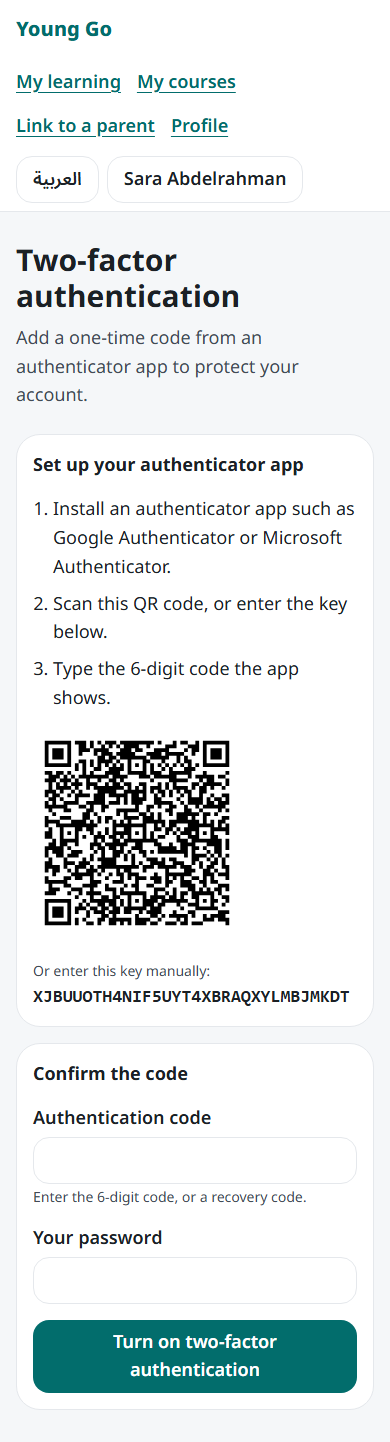 Young Go
My learning My courses
Link to a parent Profile
العربية Sara Abdelrahman
Two-factor
authentication
Add a one-time code from an
authenticator app to protect your
account.
Set up your authenticator app
1. Install an authenticator app such as
Google Authenticator or Microsoft
Authenticator.
2. Scan this QR code, or enter the key
below.
3. Type the 6-digit code the app
shows.
Or enter this key manually:
XJBUUOTH4NIF5UYT4XBRAQXYLMBJMKDT
Confirm the code
Authentication code
Enter the 6-digit code, or a recovery code.
Your password
Turn on two-factor
authentication